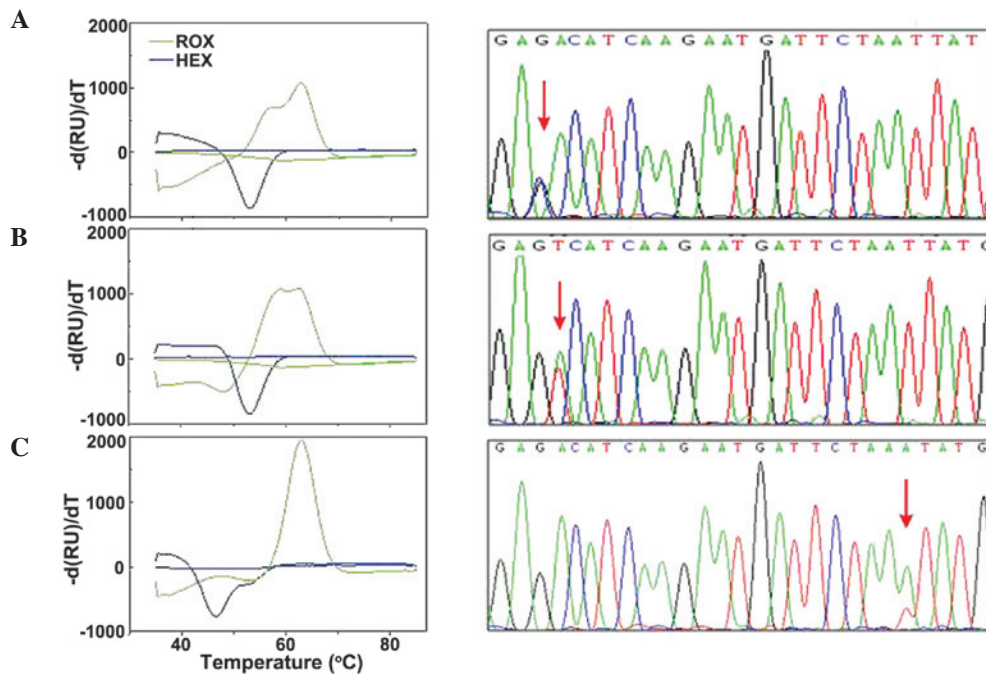 A
2000
1000
0
-1000
-d(RU)/dT
ROX
HEX
G A G A C A T C A A G A A T G A T T C T A A T T A T
B
2000
1000
0
-1000
-d(RU)/dT
G A G T C A T C A A G A A T G A T T C T A A T T A T
C
2000
1000
0
-1000
-d(RU)/dT
40
60
80
Temperature (°C)
G A G A C A T C A A G A A T G A T T C T A A A T A T G